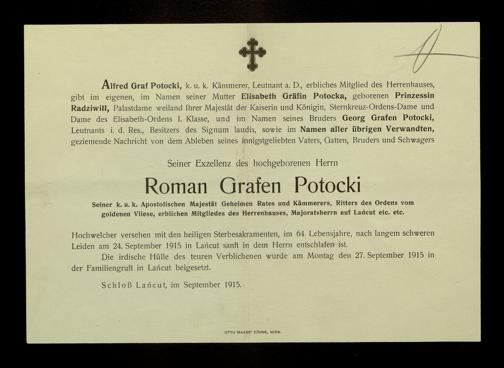 Alfred Graf Potocki, k. u. k. Kämmerer, Leutnant a. D., erbliches Mitglied des Herrenhauses,
gibt im eigenen, im Namen seiner Mutter Elisabeth Gräfin Potocka, geborenen Prinzessin
Radziwill, Palastdame weiland Ihrer Majestät der Kaiserin und Königin, Sternkreuz-Ordens-Dame und
Dame des Elisabeth-Ordens I. Klasse, und im Namen seines Bruders Georg Grafen Potocki,
Leutnants i. d. Res., Besitzers des Signum laudis, sowie im Namen aller übrigen Verwandten,
geziemende Nachricht von dem Ableben seines innigstgeliebten Vaters, Gatten, Bruders und Schwagers
Seiner Exzellenz des hochgeborenen Herrn
Roman Grafen Potocki
Seiner k. u. k. Apostolischen Majestät Geheimen Rates und Kämmerers, Ritters des Ordens vom
goldenen Vliese, erblichen Mitgliedes des Herrenhauses, Majoratsherrn auf Łańcut etc. etc.
Hochwelcher versehen mit den heiligen Sterbesakramenten, im 64. Lebensjahre, nach langem schweren
Leiden am 24. September 1915 in Łańcut sanft in dem Herrn entschlafen ist.
Die irdische Hülle des teuren Verblichenen wurde am Montag den 27. September 1915 in
der Familiengruft in Łańcut beigesetzt.
Schloß Łańcut, im September 1915.
OTTO MAASS' SÖHNE, WIEN.